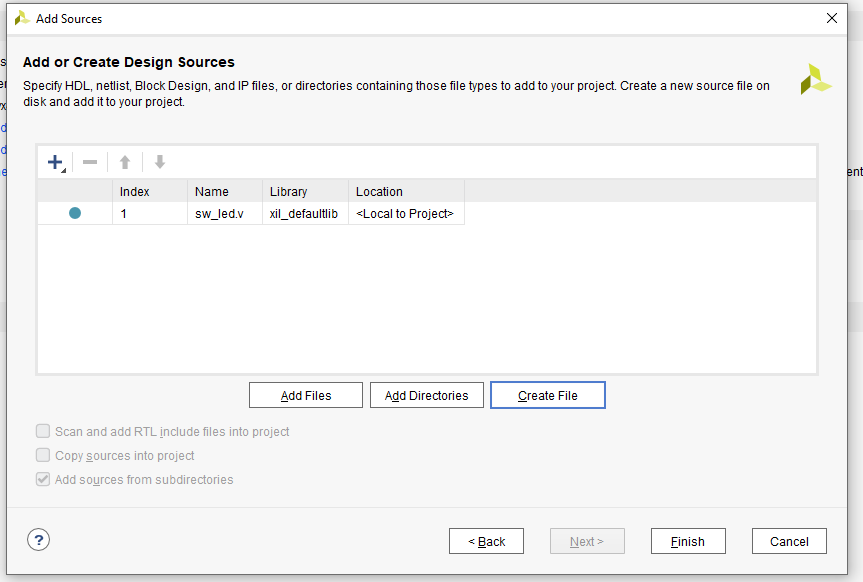 Add Sources
Add or Create Design Sources
Specify HDL, netlist, Block Design, and IP files, or directories containing those file types to add to your project. Create a new source file on
disk and add it to your project.
Index Name Library Location
1 sw_led.v xil_defaultlib <Local to Project>
Add Files Add Directories Create File
Scan and add RTL include files into project
Copy sources into project
Add sources from subdirectories
? < Back Next > Finish Cancel